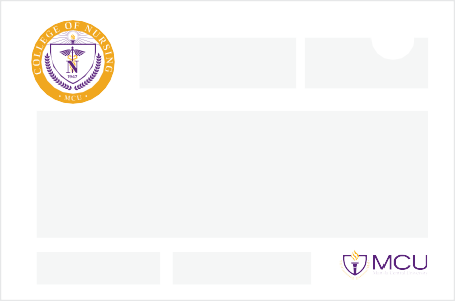 COLLEGE OF NURSING
N
1947
• MCU •
MCU